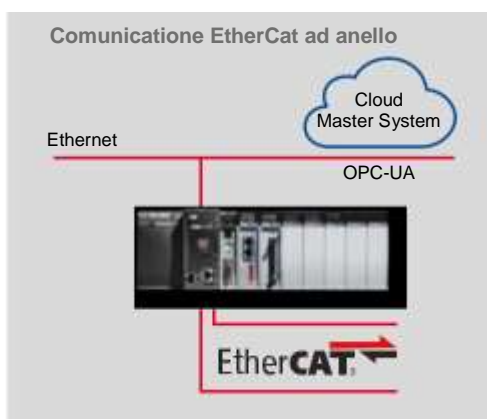 Comunicatione EtherCat ad anello
Cloud
Master System
Ethernet
OPC-UA
EtherCAT®